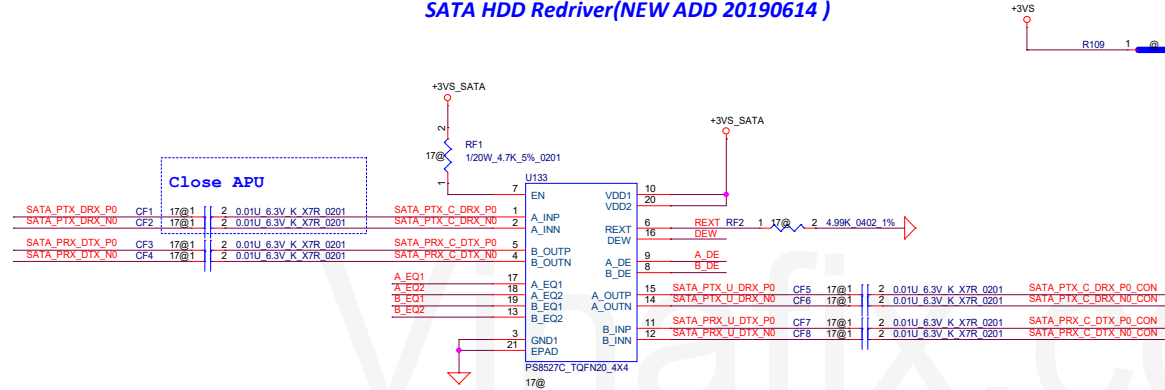 SATA HDD Redriver(NEW ADD 20190614 )
+3VS
R109 1 @
+3VS_SATA
2
RF1
17@ 1/20W_4.7K_5%_0201
1
+3VS_SATA
Close APU
U133
7 EN
VDD1 10
VDD2 20
SATA_PTX_DRX_P0 CF1 17@1 2 0.01U_6.3V_K_X7R_0201 SATA_PTX_C_DRX_P0 1 A_INP
SATA_PTX_DRX_N0 CF2 17@1 2 0.01U_6.3V_K_X7R_0201 SATA_PTX_C_DRX_N0 2 A_INN
REXT 6 REXT RF2 1 17@ 2 4.99K_0402_1%
DEW 16 DEW
SATA_PRX_DTX_P0 CF3 17@1 2 0.01U_6.3V_K_X7R_0201 SATA_PRX_C_DTX_P0 5 B_OUTP
SATA_PRX_DTX_N0 CF4 17@1 2 0.01U_6.3V_K_X7R_0201 SATA_PRX_C_DTX_N0 4 B_OUTN
A_DE 9 A_DE
B_DE 8 B_DE
A_EQ1 17 A_EQ1
A_EQ2 18 A_EQ2
B_EQ1 19 B_EQ1
B_EQ2 13 B_EQ2
A_OUTP 15 SATA_PTX_U_DRX_P0 CF5 17@1 2 0.01U_6.3V_K_X7R_0201 SATA_PTX_C_DRX_P0_CON
A_OUTN 14 SATA_PTX_U_DRX_N0 CF6 17@1 2 0.01U_6.3V_K_X7R_0201 SATA_PTX_C_DRX_N0_CON
B_INP 11 SATA_PRX_U_DTX_P0 CF7 17@1 2 0.01U_6.3V_K_X7R_0201 SATA_PRX_C_DTX_P0_CON
B_INN 12 SATA_PRX_U_DTX_N0 CF8 17@1 2 0.01U_6.3V_K_X7R_0201 SATA_PRX_C_DTX_N0_CON
3 GND1
21 EPAD
PS8527C_TQFN20_4X4
17@
Vinafix.co